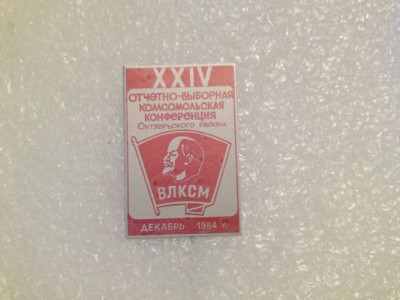 XXIV
ОТЧЕТНО-ВЫБОРНАЯ
КОМСОМОЛЬСКАЯ
КОНФЕРЕНЦИЯ
ОКТЯБРЬСКОГО РАЙОНА
ВЛКСМ
ДЕКАБРЬ 1984 г.